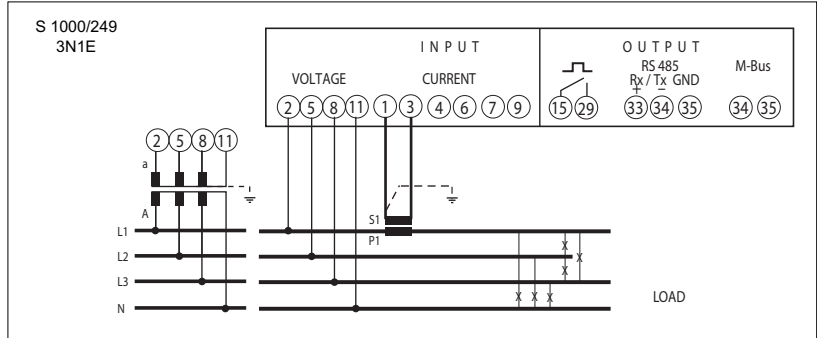 S 1000/249
3N1E
I N P U T
O U T P U T
VOLTAGE
CURRENT
RS 485
Rx / Tx GND
+ −
M-Bus
2 5 8 11 1 3 4 6 7 9
15 29 33 34 35 34 35
2 5 8 11
a
A
S1
P1
L1
L2
L3
N
x
x x
x
x x x
LOAD